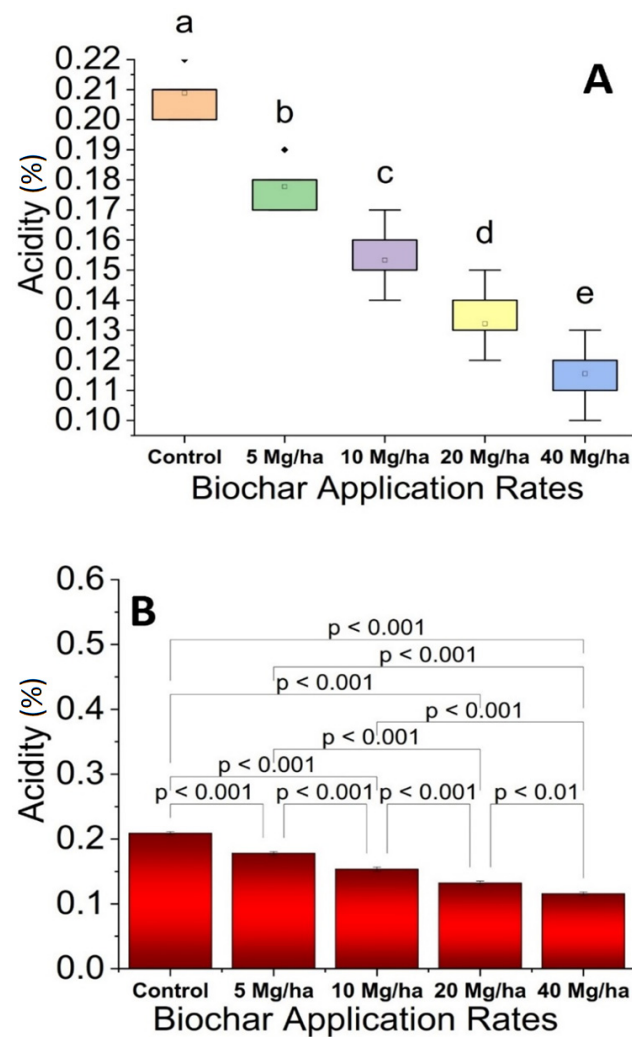 a
A
0.22
0.21
0.20
0.19
0.18
0.17
0.16
0.15
0.14
0.13
0.12
0.11
0.10
b
c
d
e
Acidity (%)
Control 5 Mg/ha 10 Mg/ha 20 Mg/ha 40 Mg/ha
Biochar Application Rates
B
0.6
0.5
0.4
0.3
0.2
0.1
0.0
Acidity (%)
p < 0.001
p < 0.001
p < 0.001
p < 0.001
p < 0.001
p < 0.001
p < 0.001 p < 0.001 p < 0.001 p < 0.01
Control 5 Mg/ha 10 Mg/ha 20 Mg/ha 40 Mg/ha
Biochar Application Rates